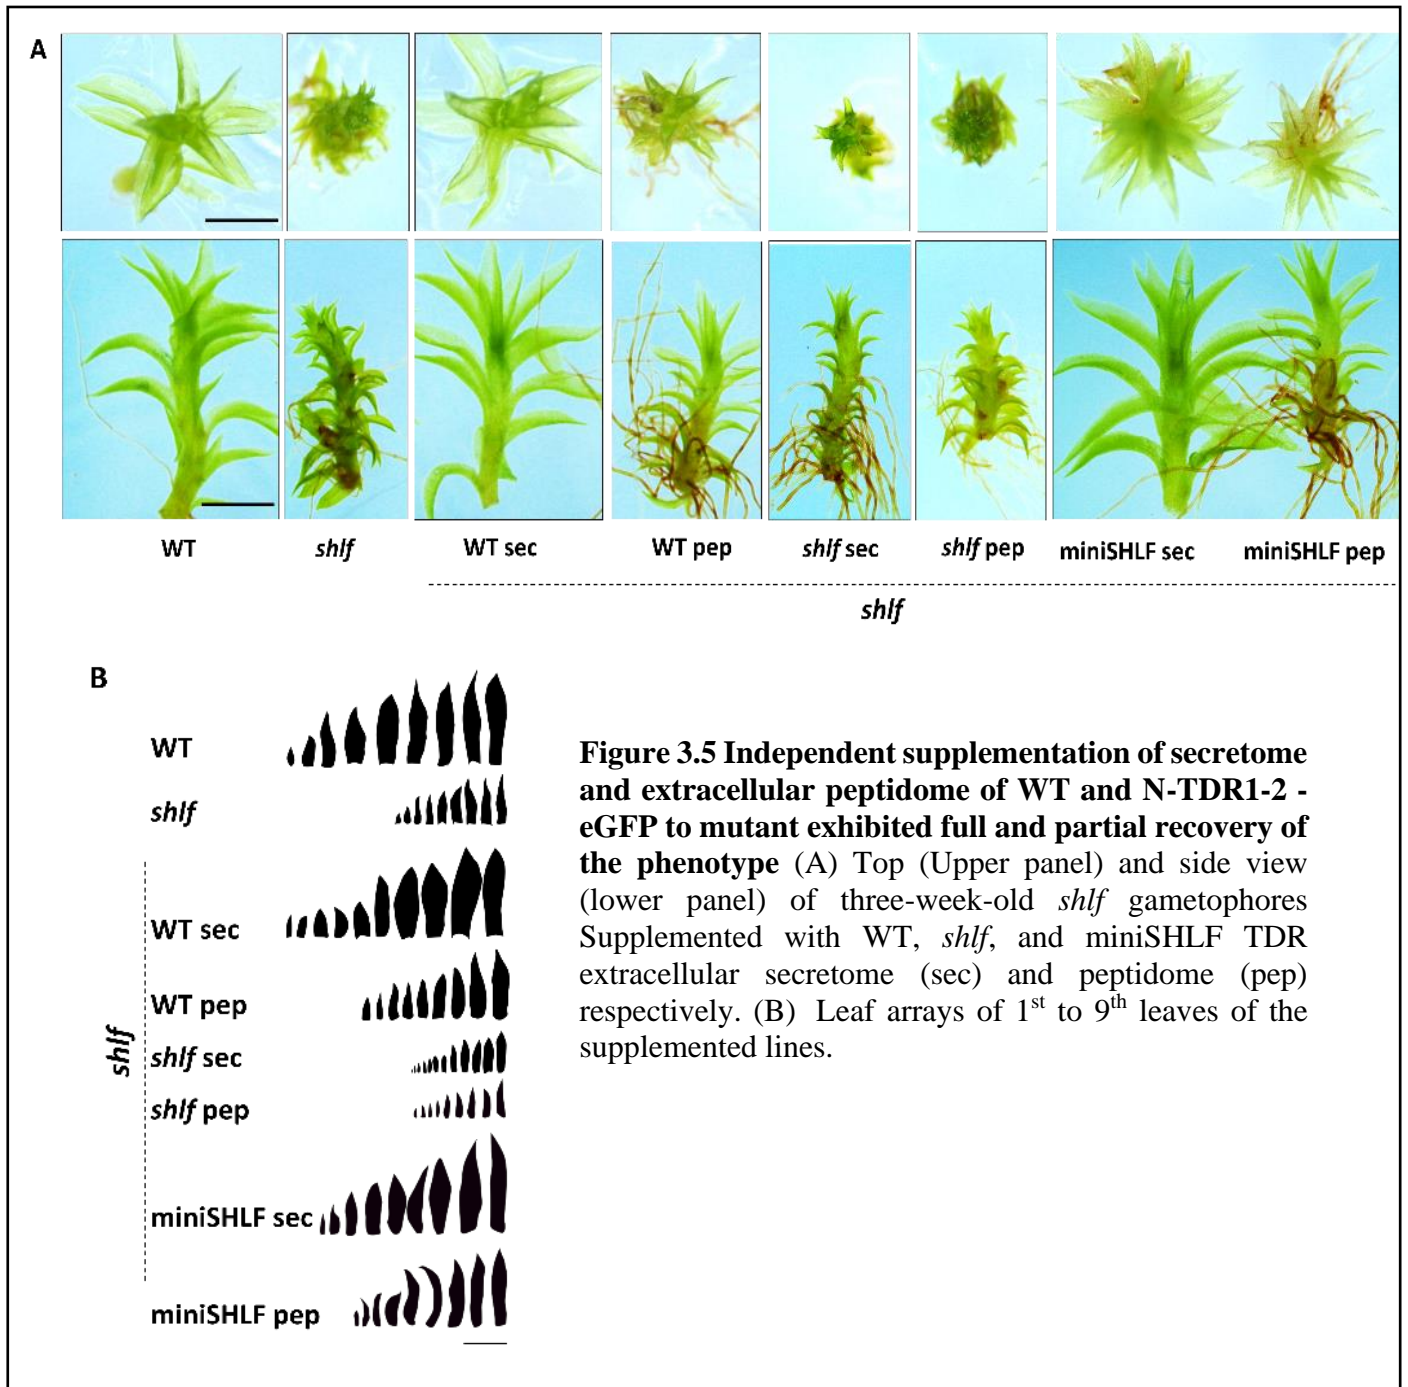 A
WT
shlf
WT sec
WT pep
shlf sec
shlf pep
miniSHLF sec
miniSHLF pep
shlf
B
WT
shlf
WT sec
WT pep
shlf sec
shlf pep
miniSHLF sec
miniSHLF pep
shlf
Figure 3.5 Independent supplementation of secretome
and extracellular peptidome of WT and N-TDR1-2 -
eGFP to mutant exhibited full and partial recovery of
the phenotype (A) Top (Upper panel) and side view
(lower panel) of three-week-old shlf gametophores
Supplemented with WT, shlf, and miniSHLF TDR
extracellular secretome (sec) and peptidome (pep)
respectively. (B) Leaf arrays of 1st to 9th leaves of the
supplemented lines.